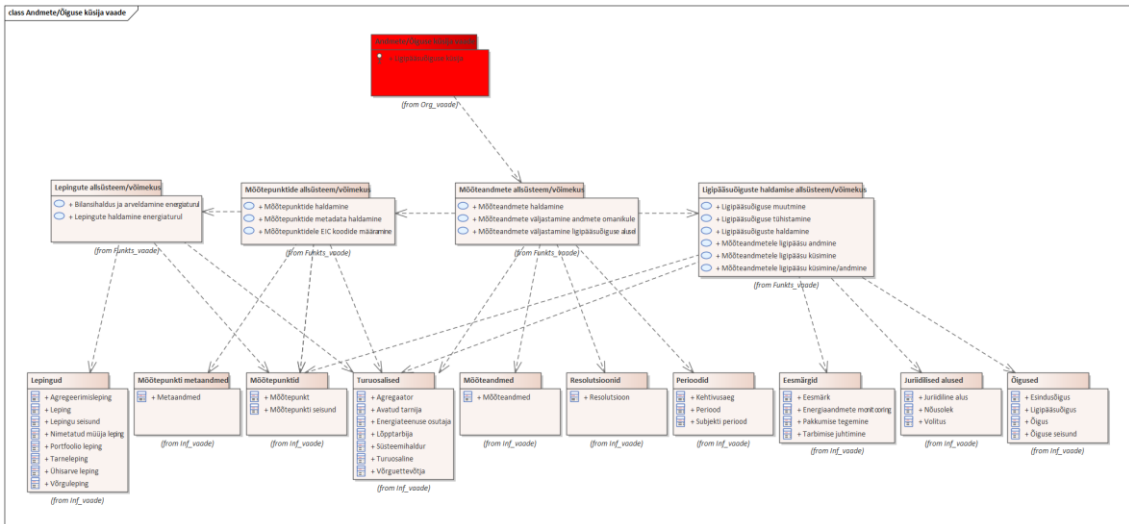 class Andmete/Õiguse küsija vaade
Andmete/Õiguse küsija
+ Ligipääsuõiguse küsija
(from Org_vaade)
Lepingute allsüsteem/võimekus
+ Bilansihaldus ja arveldamine energiaturul
+ Lepingute haldamine energiaturul
(from Funkts_vaade)
Mõõtepunktide allsüsteem/võimekus
+ Mõõtepunktide haldamine
+ Mõõtepunktide metadata haldamine
+ Mõõtepunktidele EIC koodide määramine
(from Funkts_vaade)
Mõõteandmete allsüsteem/võimekus
+ Mõõteandmete haldamine
+ Mõõteandmete väljastamine andmete omanikule
+ Mõõteandmete väljastamine ligipääsuõiguse alusel
(from Funkts_vaade)
Ligipääsuõiguste haldamise allsüsteem/võimekus
+ Ligipääsuõiguse muutmine
+ Ligipääsuõiguse tühistamine
+ Ligipääsuõiguste haldamine
+ Mõõteandmetele ligipääsu andmine
+ Mõõteandmetele ligipääsu küsimine
+ Mõõteandmetele ligipääsu küsimine/andmine
(from Funkts_vaade)
Lepingud
+ Agregeerimisleping
+ Leping
+ Lepingu seisund
+ Nimetatud müüja leping
+ Portfoolio leping
+ Tarneleping
+ Ühisarve leping
+ Võrguleping
(from Inf_vaade)
Mõõtepunkti metaandmed
+ Metaandmed
(from Inf_vaade)
Mõõtepunktid
+ Mõõtepunkt
+ Mõõtepunkti seisund
(from Inf_vaade)
Turuosalised
+ Agregaator
+ Avatud tarnija
+ Energiateenuse osutaja
+ Lõpptarbija
+ Süsteemihaldur
+ Turuosaline
+ Võrguettevõtja
(from Inf_vaade)
Mõõteandmed
+ Mõõteandmed
(from Inf_vaade)
Resolutsioonid
+ Resolutsioon
(from Inf_vaade)
Perioodid
+ Kehtivusaeg
+ Periood
+ Subjekti periood
(from Inf_vaade)
Eesmärgid
+ Eesmärk
+ Energiaandmete monitooring
+ Pakkumise tegemine
+ Tarbimise juhtimine
(from Inf_vaade)
Juriidilised alused
+ Juriidiline alus
+ Nõusolek
+ Volitus
(from Inf_vaade)
Õigused
+ Esindusõigus
+ Ligipääsuõigus
+ Õigus
+ Õiguse seisund
(from Inf_vaade)